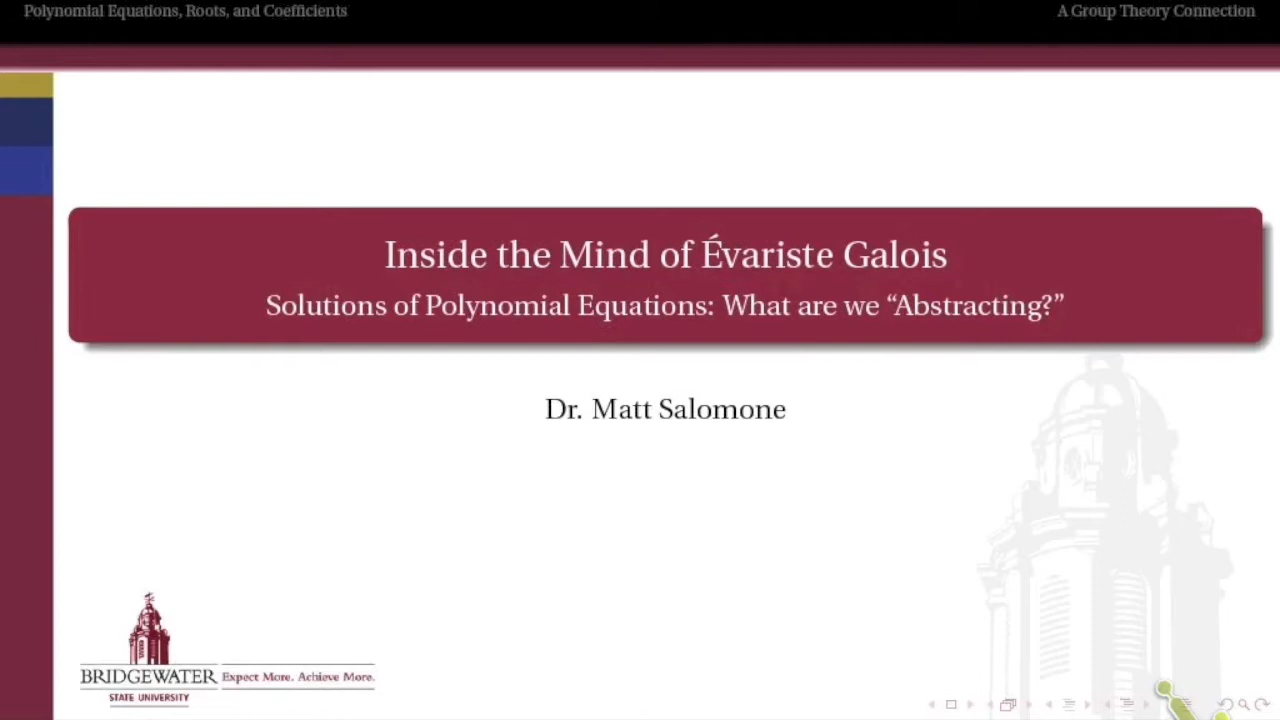 Polynomial Equations, Roots, and Coefficients
A Group Theory Connection
Inside the Mind of Évariste Galois
Solutions of Polynomial Equations: What are we “Abstracting?”
Dr. Matt Salomone
BRIDGEWATER
STATE UNIVERSITY
Expect More. Achieve More.